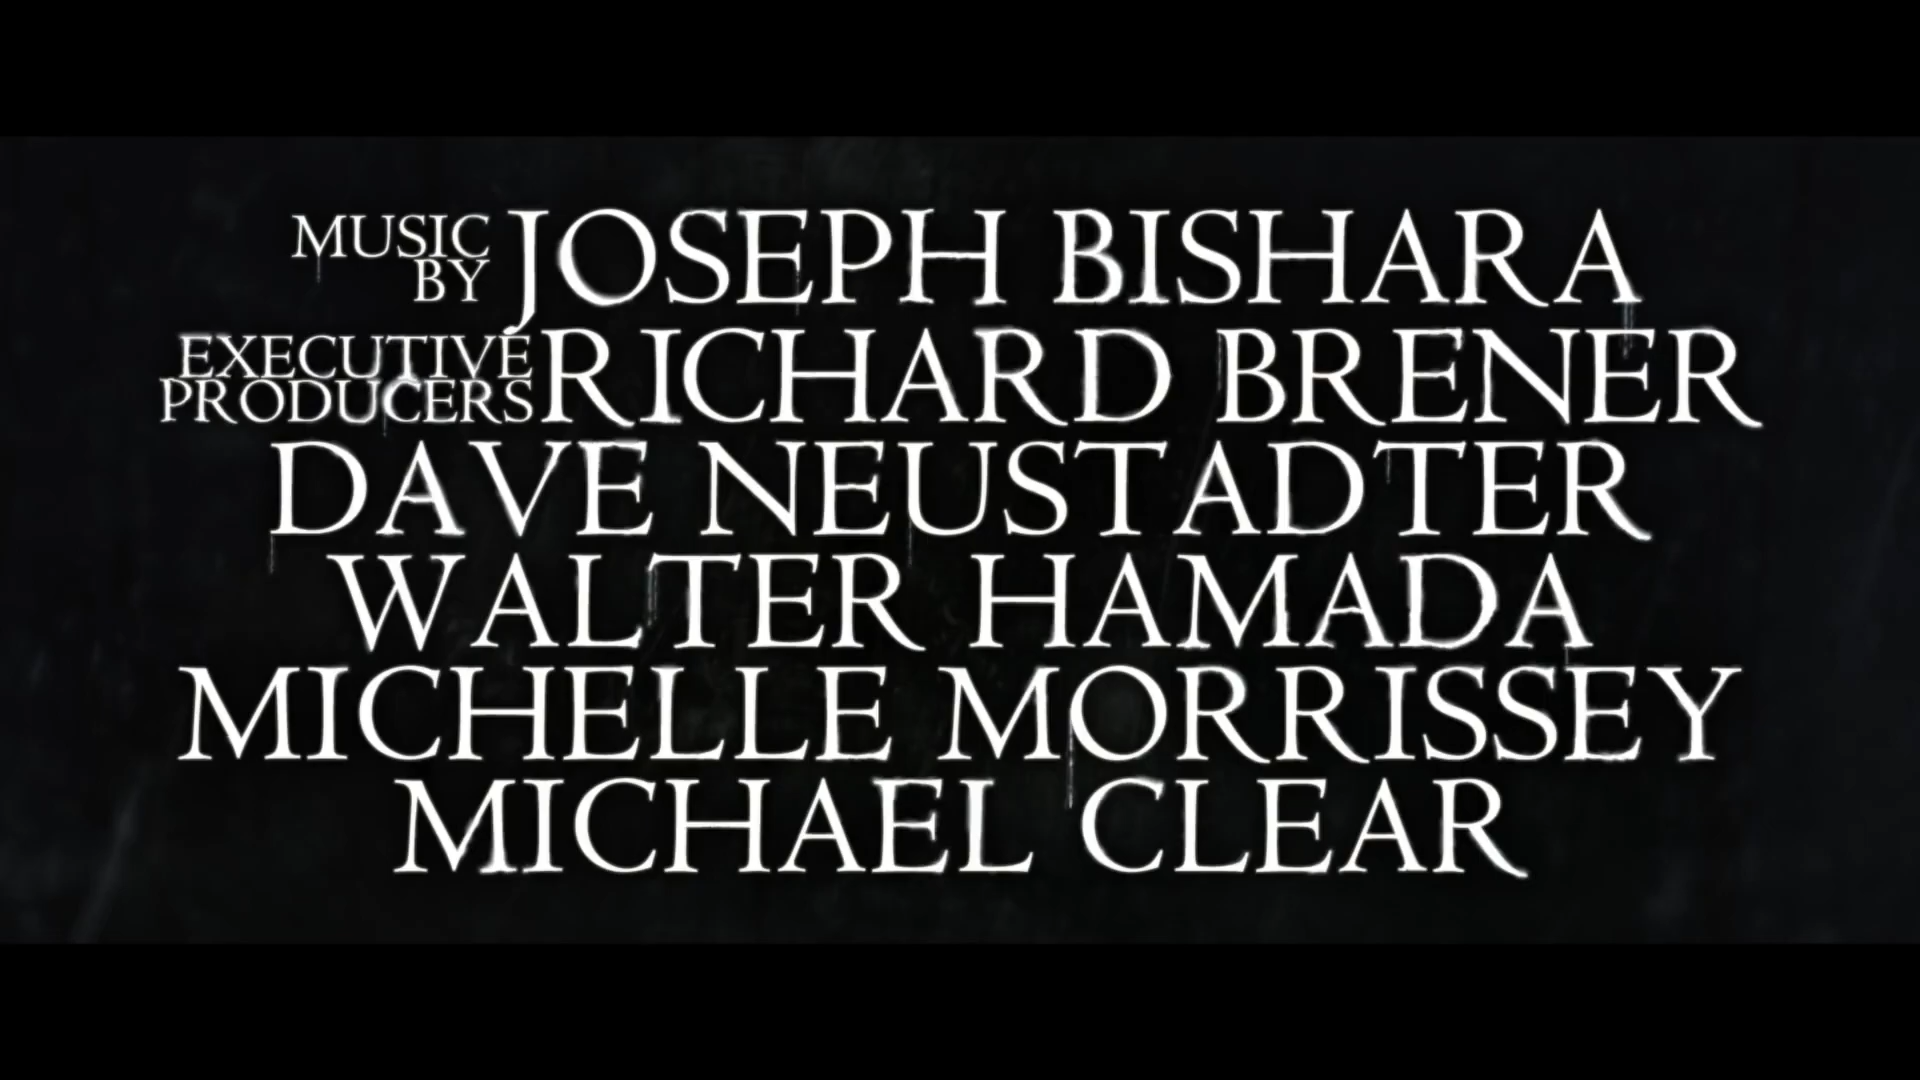 MUSIC BY JOSEPH BISHARA
EXECUTIVE PRODUCERS RICHARD BRENER
DAVE NEUSTADTER
WALTER HAMADA
MICHELLE MORRISSEY
MICHAEL CLEAR